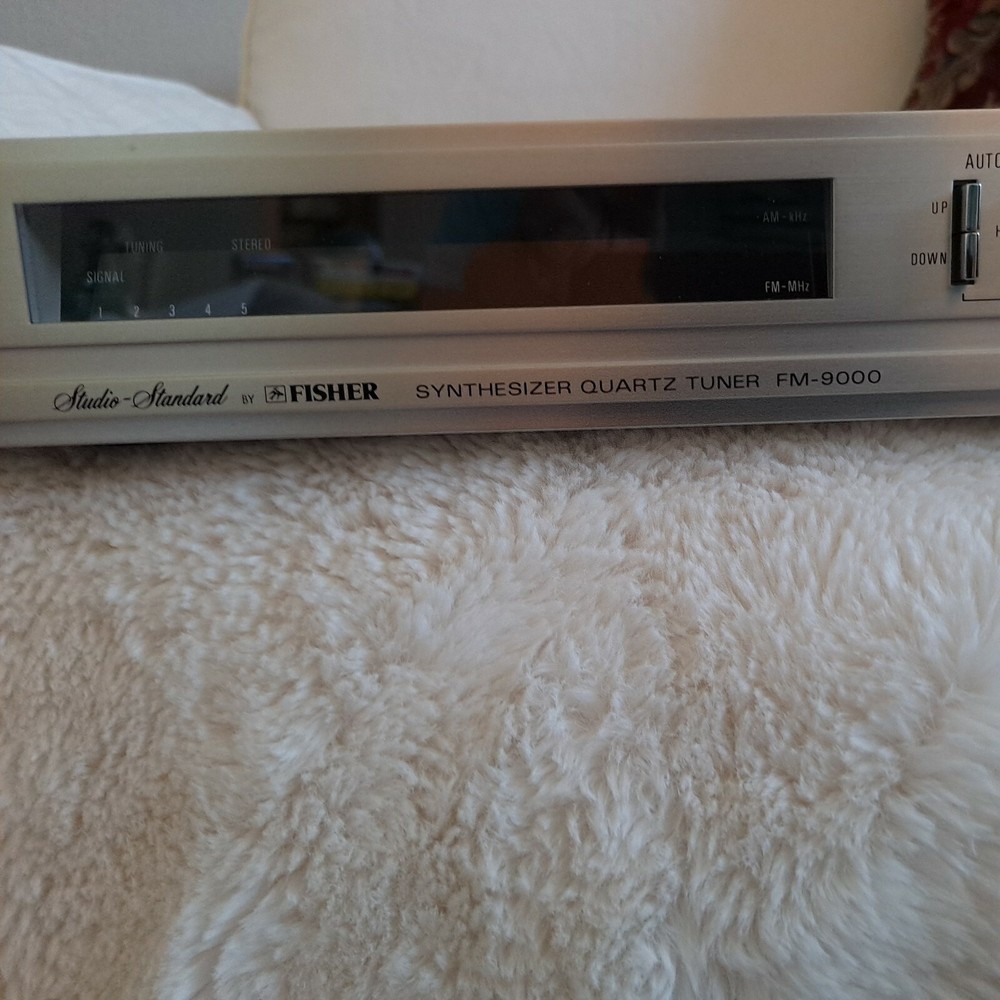 AM-kHz
TUNING STEREO
SIGNAL
1 2 3 4 5
FM-MHz
AUTO
UP
DOWN
Studio-Standard BY FISHER SYNTHESIZER QUARTZ TUNER FM-9000